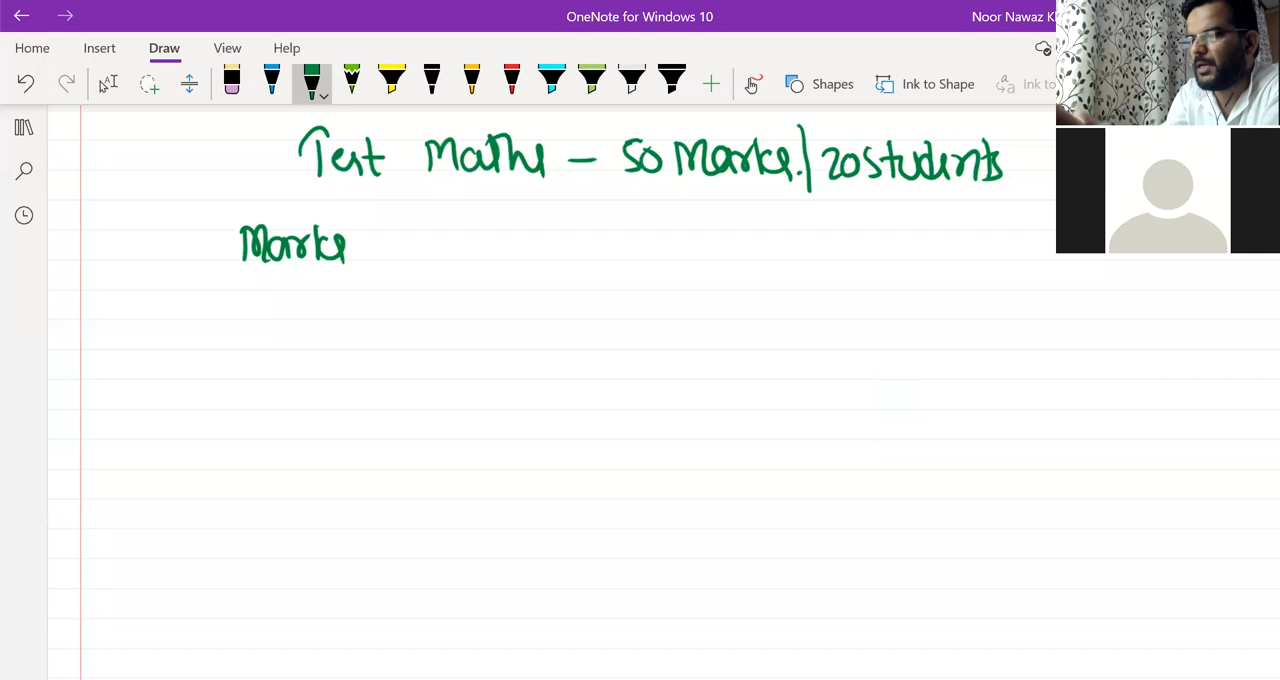 OneNote for Windows 10
Noor Nawaz K
Home Insert Draw View Help
Shapes Ink to Shape Ink to
Test Maths - 50 Marks. | 20 students
Marks